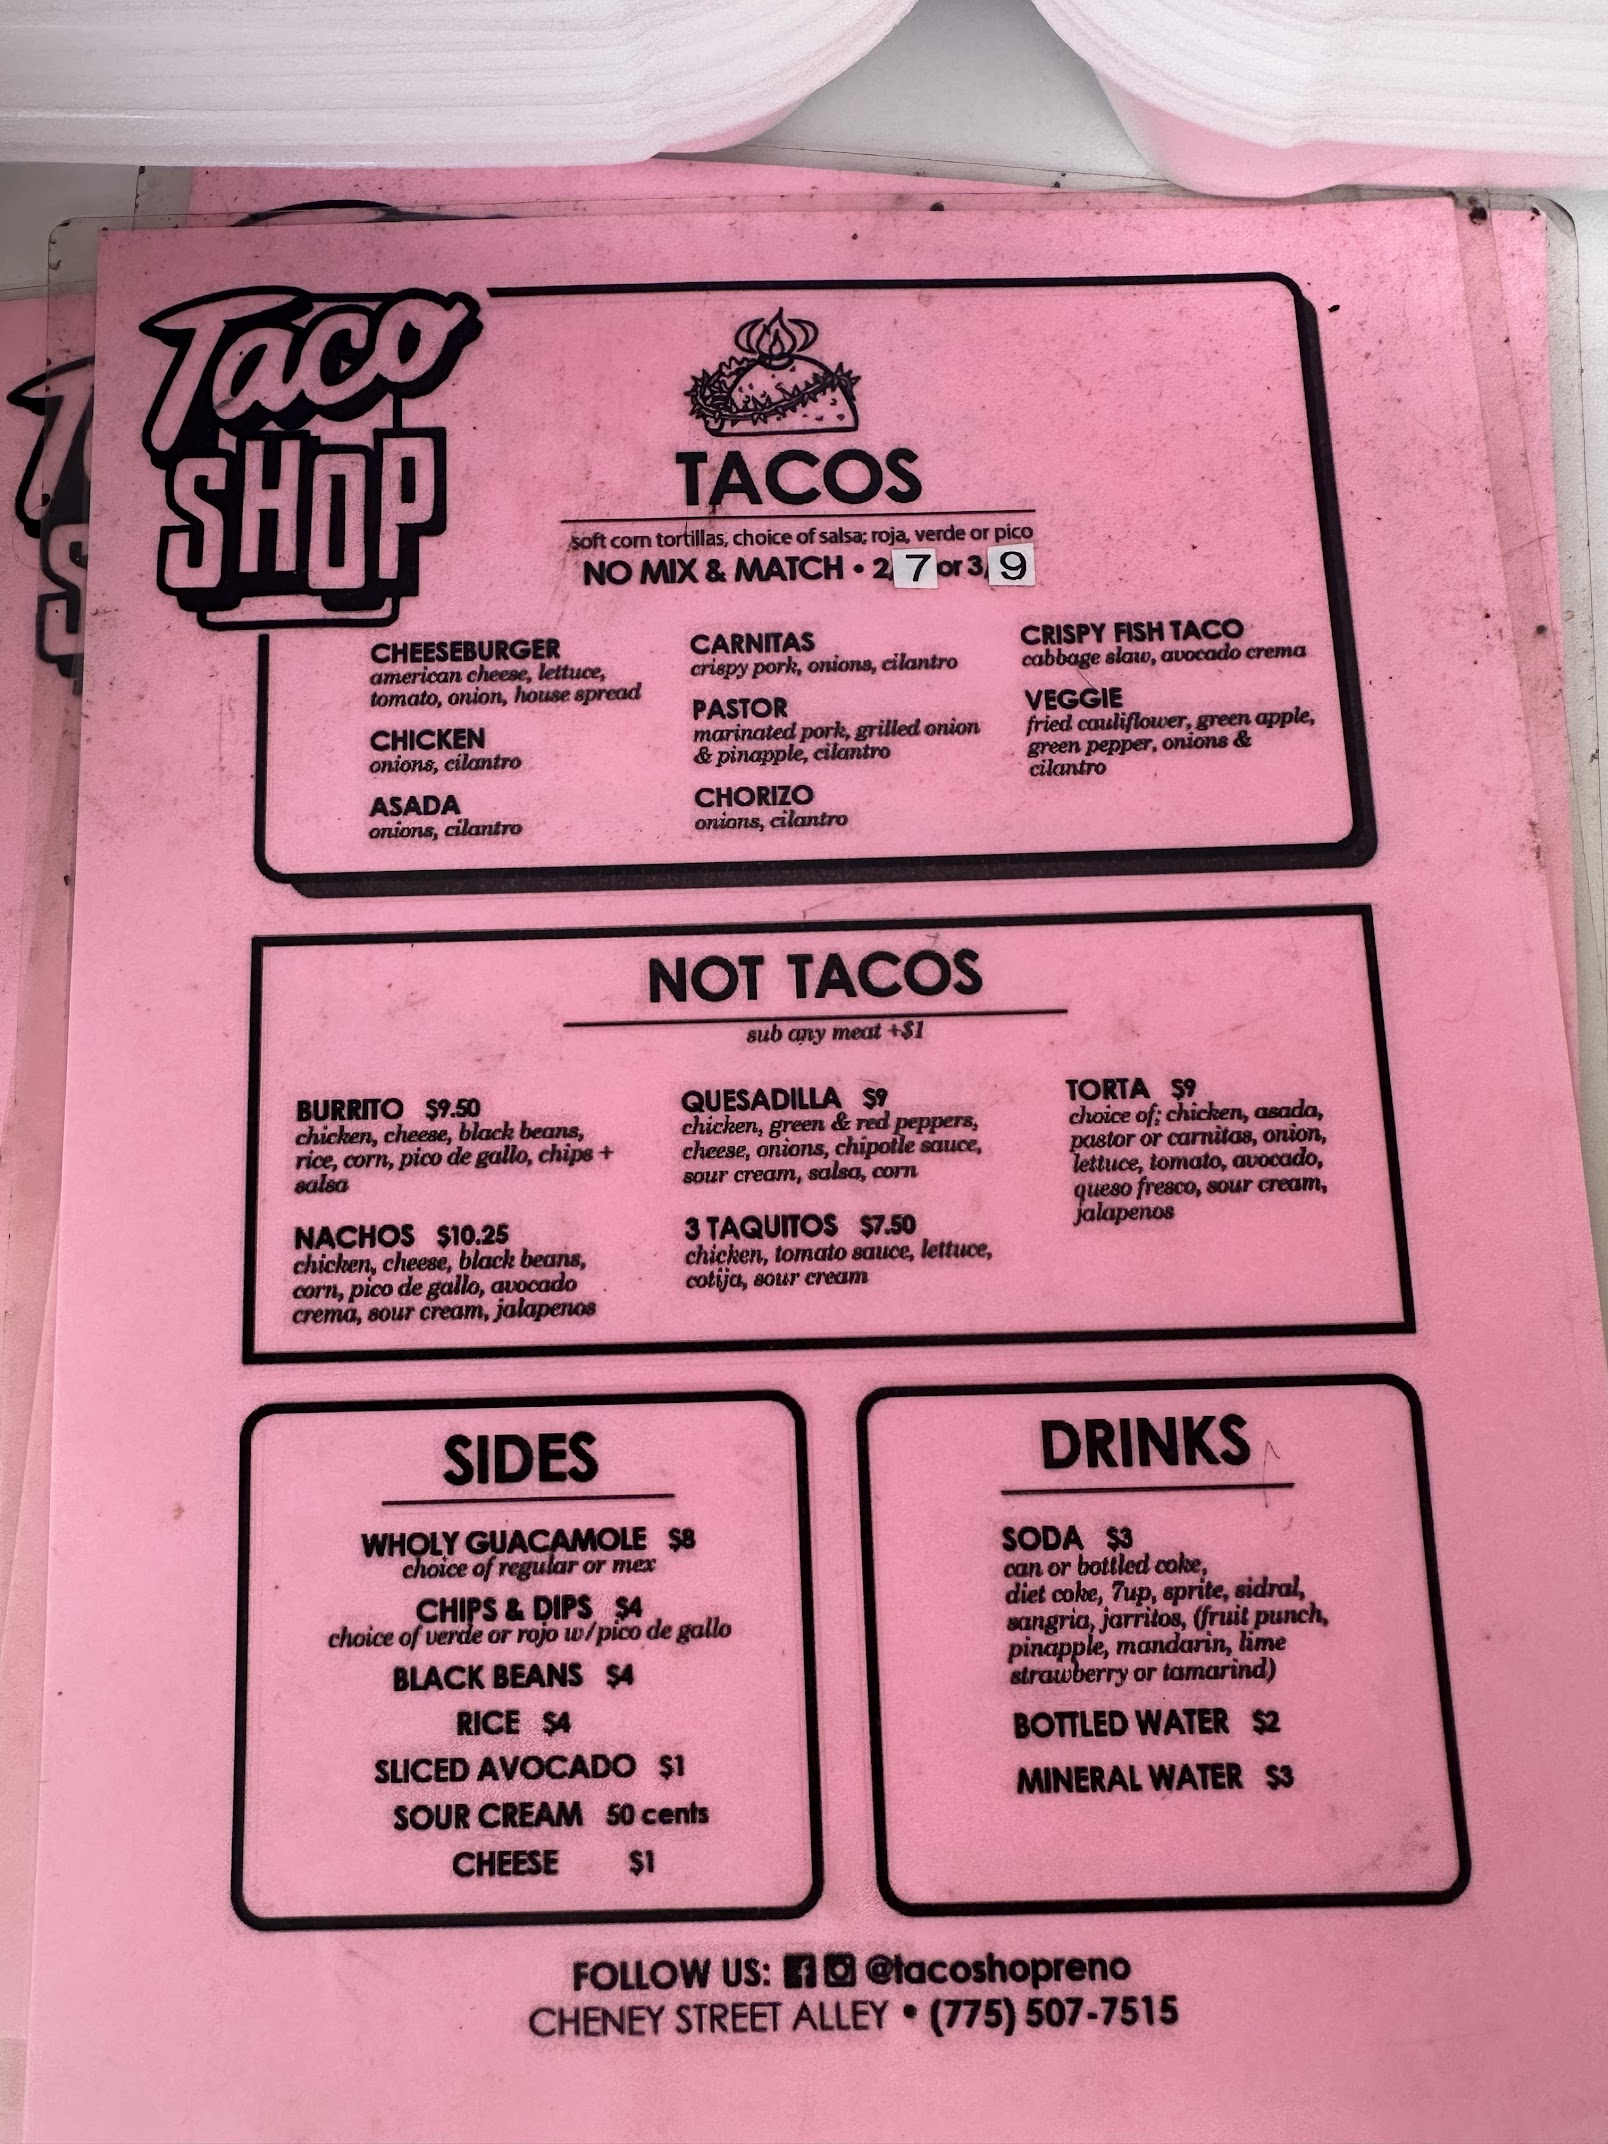 Taco
SHOP
TACOS
soft corn tortillas, choice of salsa; roja, verde or pico
NO MIX & MATCH • 2/7 or 3/9
CHEESEBURGER
american cheese, lettuce,
tomato, onion, house spread
CHICKEN
onions, cilantro
ASADA
onions, cilantro
CARNITAS
crispy pork, onions, cilantro
PASTOR
marinated pork, grilled onion
& pinapple, cilantro
CHORIZO
onions, cilantro
CRISPY FISH TACO
cabbage slaw, avocado crema
VEGGIE
fried cauliflower, green apple,
green pepper, onions &
cilantro
NOT TACOS
sub any meat +$1
BURRITO $9.50
chicken, cheese, black beans,
rice, corn, pico de gallo, chips +
salsa
NACHOS $10.25
chicken, cheese, black beans,
corn, pico de gallo, avocado
crema, sour cream, jalapenos
QUESADILLA $9
chicken, green & red peppers,
cheese, onions, chipotle sauce,
sour cream, salsa, corn
3 TAQUITOS $7.50
chicken, tomato sauce, lettuce,
cotija, sour cream
TORTA $9
choice of; chicken, asada,
pastor or carnitas, onion,
lettuce, tomato, avocado,
queso fresco, sour cream,
jalapenos
SIDES
WHOLY GUACAMOLE $8
choice of regular or mex
CHIPS & DIPS $4
choice of verde or rojo w/pico de gallo
BLACK BEANS $4
RICE $4
SLICED AVOCADO $1
SOUR CREAM 50 cents
CHEESE $1
DRINKS
SODA $3
can or bottled coke,
diet coke, 7up, sprite, sidral,
sangria, jarritos, (fruit punch,
pinapple, mandarin, lime
strawberry or tamarind)
BOTTLED WATER $2
MINERAL WATER $3
FOLLOW US: @tacoshopreno
CHENEY STREET ALLEY • (775) 507-7515